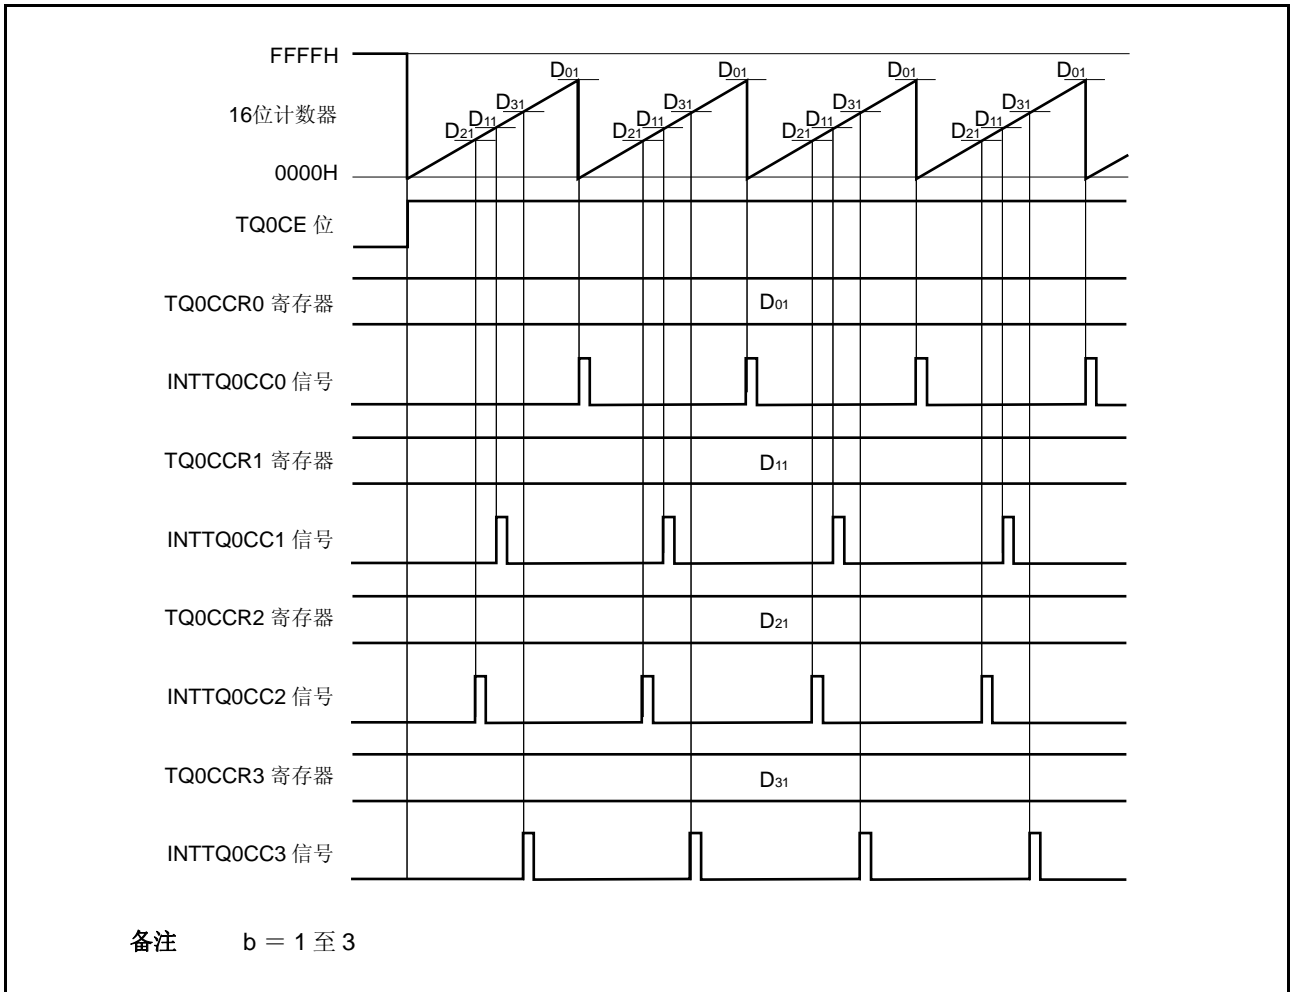 FFFFH
D01 D01 D01 D01
D31 D31 D31 D31
16位计数器
D11 D11 D11 D11
D21 D21 D21 D21
0000H
TQ0CE 位
TQ0CCR0 寄存器 D01
INTTQ0CC0 信号
TQ0CCR1 寄存器 D11
INTTQ0CC1 信号
TQ0CCR2 寄存器 D21
INTTQ0CC2 信号
TQ0CCR3 寄存器 D31
INTTQ0CC3 信号
备注 b = 1 至 3